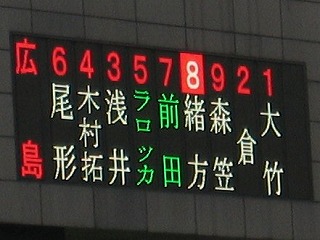 広島
6 尾形
4 木村拓
3 浅井
5 ラロッカ
7 前田
8 緒方
9 森笠
2 倉
1 大竹